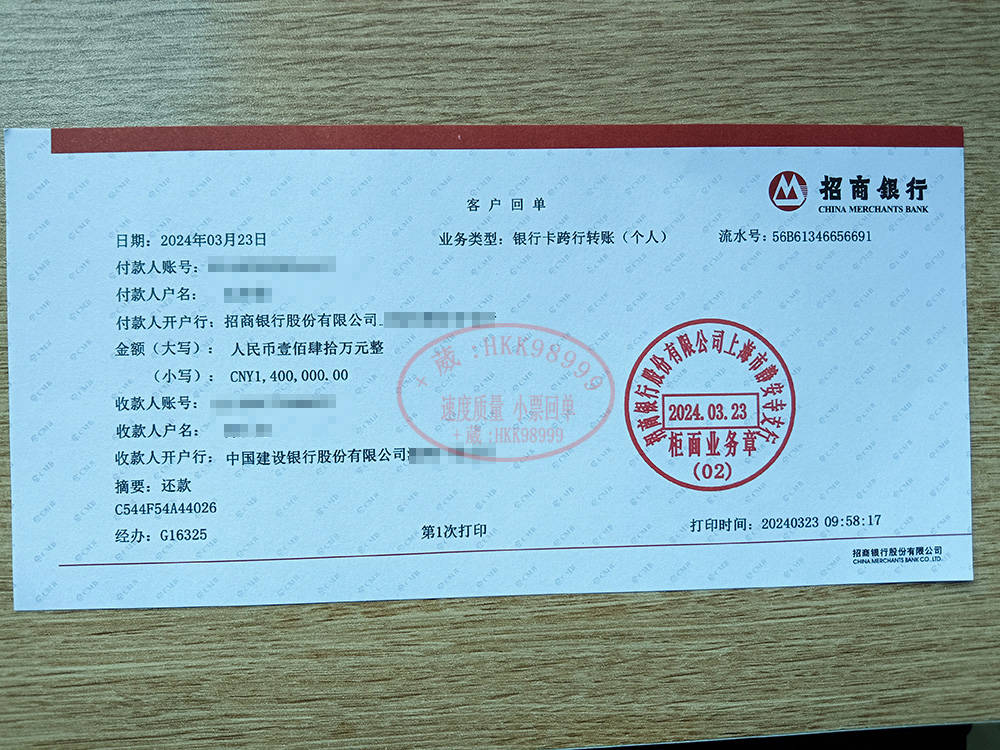 招商银行
CHINA MERCHANTS BANK
客户回单
日期：2024年03月23日
业务类型：银行卡跨行转账（个人）
流水号：56B61346656691
付款人账号：
付款人户名：
付款人开户行：招商银行股份有限公司
金额（大写）：人民币壹佰肆拾万元整
（小写）：CNY1,400,000.00
收款人账号：
收款人户名：
收款人开户行：中国建设银行股份有限公司
摘要：还款
C544F54A44026
经办：G16325
第1次打印
打印时间：20240323 09:58:17
+葳:HKK98999
速度质量 小票回单
+葳:HKK98999
招商银行股份有限公司上海市静安寺支行
2024.03.23
柜面业务章
(02)
招商银行股份有限公司
CHINA MERCHANTS BANK CO.,LTD.